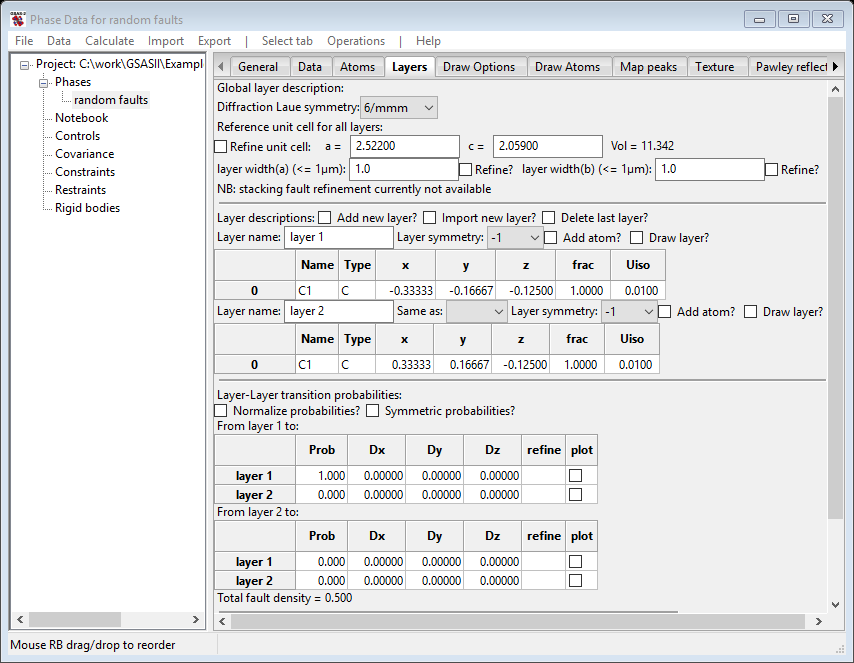 Phase Data for random faults
File Data Calculate Import Export | Select tab Operations | Help
Project: C:\work\GSASII\Exampl
Phases
random faults
Notebook
Controls
Covariance
Constraints
Restraints
Rigid bodies
General Data Atoms Layers Draw Options Draw Atoms Map peaks Texture Pawley reflect
Global layer description:
Diffraction Laue symmetry: 6/mmm
Reference unit cell for all layers:
Refine unit cell: a = 2.52200 c = 2.05900 Vol = 11.342
layer width(a) (<= 1µm): 1.0 Refine? layer width(b) (<= 1µm): 1.0 Refine?
NB: stacking fault refinement currently not available
Layer descriptions: Add new layer? Import new layer? Delete last layer?
Layer name: layer 1 Layer symmetry: -1 Add atom? Draw layer?
Name Type x y z frac Uiso
0 C1 C -0.33333 -0.16667 -0.12500 1.0000 0.0100
Layer name: layer 2 Same as: Layer symmetry: -1 Add atom? Draw layer?
Name Type x y z frac Uiso
0 C1 C 0.33333 0.16667 -0.12500 1.0000 0.0100
Layer-Layer transition probabilities:
Normalize probabilities? Symmetric probabilities?
From layer 1 to:
Prob Dx Dy Dz refine plot
layer 1 1.000 0.00000 0.00000 0.00000
layer 2 0.000 0.00000 0.00000 0.00000
From layer 2 to:
Prob Dx Dy Dz refine plot
layer 1 0.000 0.00000 0.00000 0.00000
layer 2 0.000 0.00000 0.00000 0.00000
Total fault density = 0.500
Mouse RB drag/drop to reorder